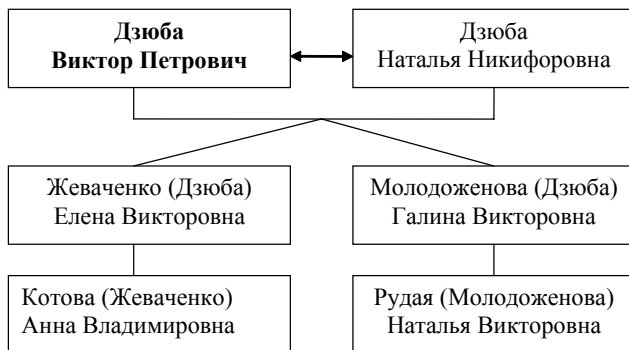 Дзюба
Виктор Петрович
Дзюба
Наталья Никифоровна
Жеваченко (Дзюба)
Елена Викторовна
Молодоженова (Дзюба)
Галина Викторовна
Котова (Жеваченко)
Анна Владимировна
Рудая (Молодоженова)
Наталья Викторовна